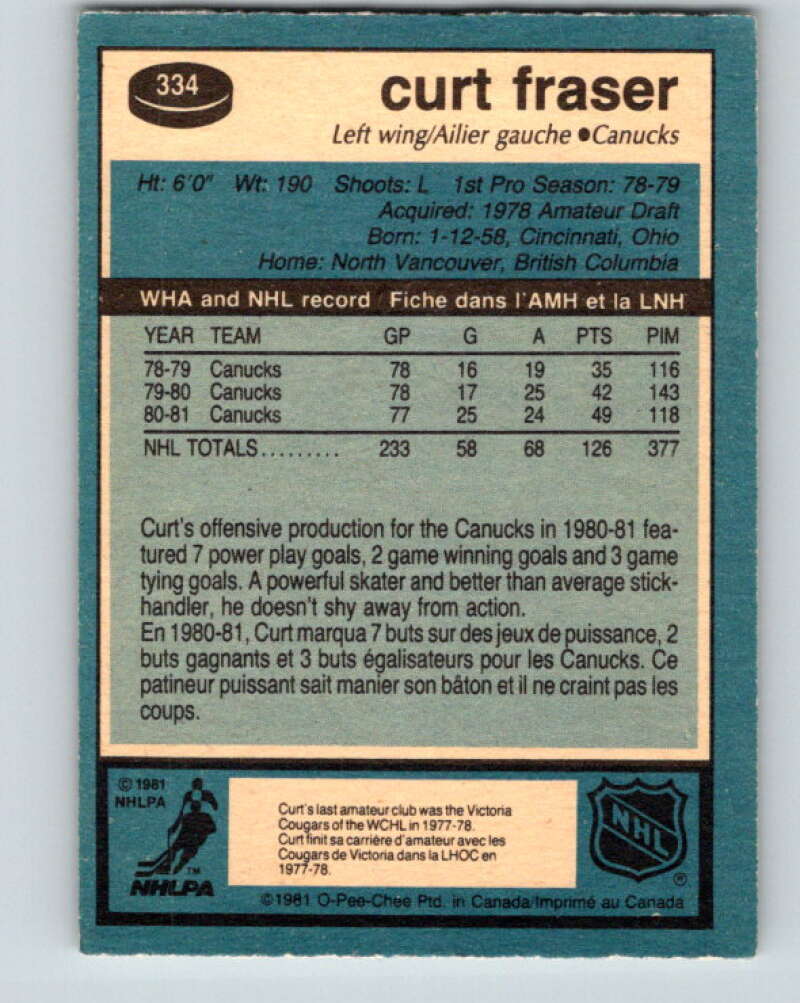 334
curt fraser
Left wing/Ailier gauche ●Canucks
Ht: 6'0" Wt: 190 Shoots: L 1st Pro Season: 78-79
Acquired: 1978 Amateur Draft
Born: 1-12-58, Cincinnati, Ohio
Home: North Vancouver, British Columbia
WHA and NHL record / Fiche dans l'AMH et la LNH
YEAR TEAM GP G A PTS PIM
78-79 Canucks 78 16 19 35 116
79-80 Canucks 78 17 25 42 143
80-81 Canucks 77 25 24 49 118
NHL TOTALS......... 233 58 68 126 377
Curt's offensive production for the Canucks in 1980-81 fea-
tured 7 power play goals, 2 game winning goals and 3 game
tying goals. A powerful skater and better than average stick-
handler, he doesn't shy away from action.
En 1980-81, Curt marqua 7 buts sur des jeux de puissance, 2
buts gagnants et 3 buts égalisateurs pour les Canucks. Ce
patineur puissant sait manier son bâton et il ne craint pas les
coups.
© 1981
NHLPA
TM
NHLPA
Curt's last amateur club was the Victoria
Cougars of the WCHL in 1977-78.
Curt finit sa carrière d'amateur avec les
Cougars de Victoria dans la LHOC en
1977-78.
NHL
®
©1981 O-Pee-Chee Ptd. in Canada/Imprimé au Canada